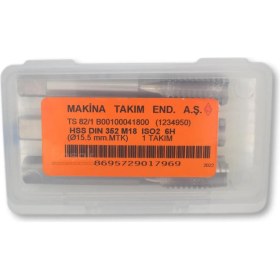 MAKİNA TAKIM END. A.Ş.
TS 82/1 B00100041800 (1234950)
HSS DIN 352 M18 ISO2 6H
(Ø15.5 mm.MTK) 1 TAKIM
8695729017969